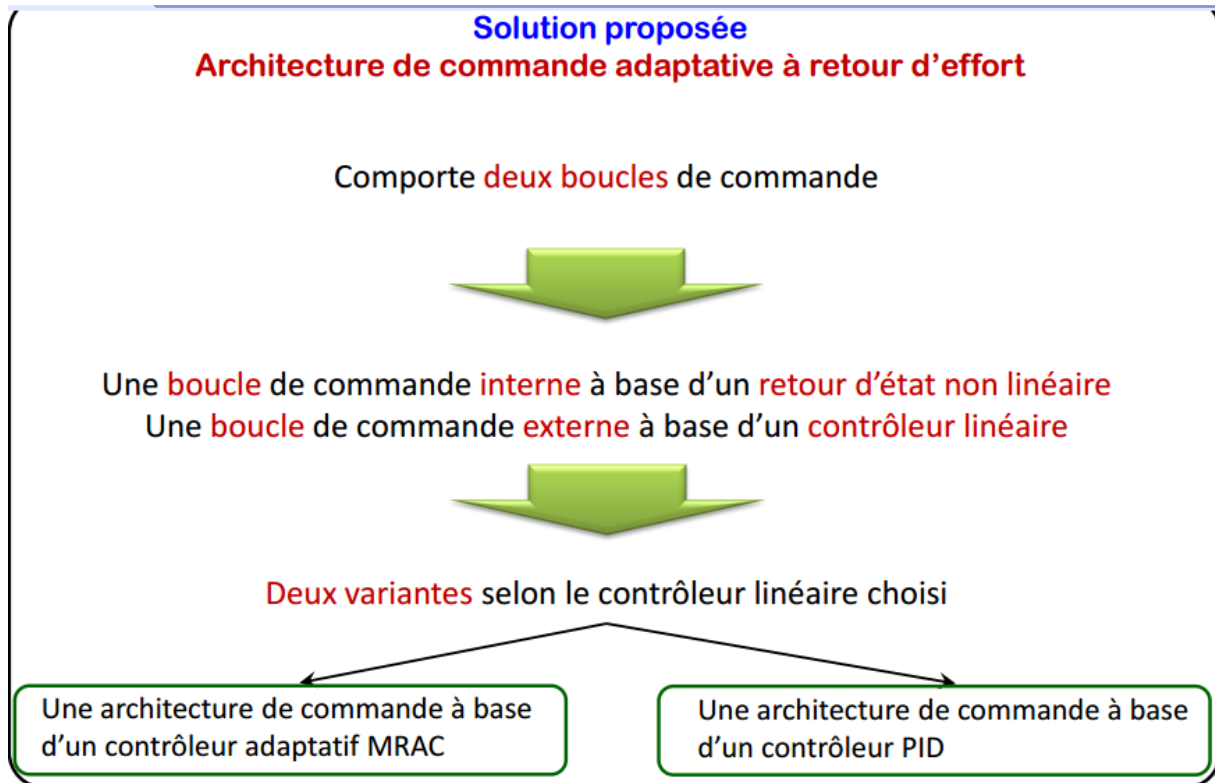 Solution proposée
Architecture de commande adaptative à retour d’effort
Comporte deux boucles de commande
Une boucle de commande interne à base d’un retour d’état non linéaire
Une boucle de commande externe à base d’un contrôleur linéaire
Deux variantes selon le contrôleur linéaire choisi
Une architecture de commande à base
d’un contrôleur adaptatif MRAC
Une architecture de commande à base
d’un contrôleur PID